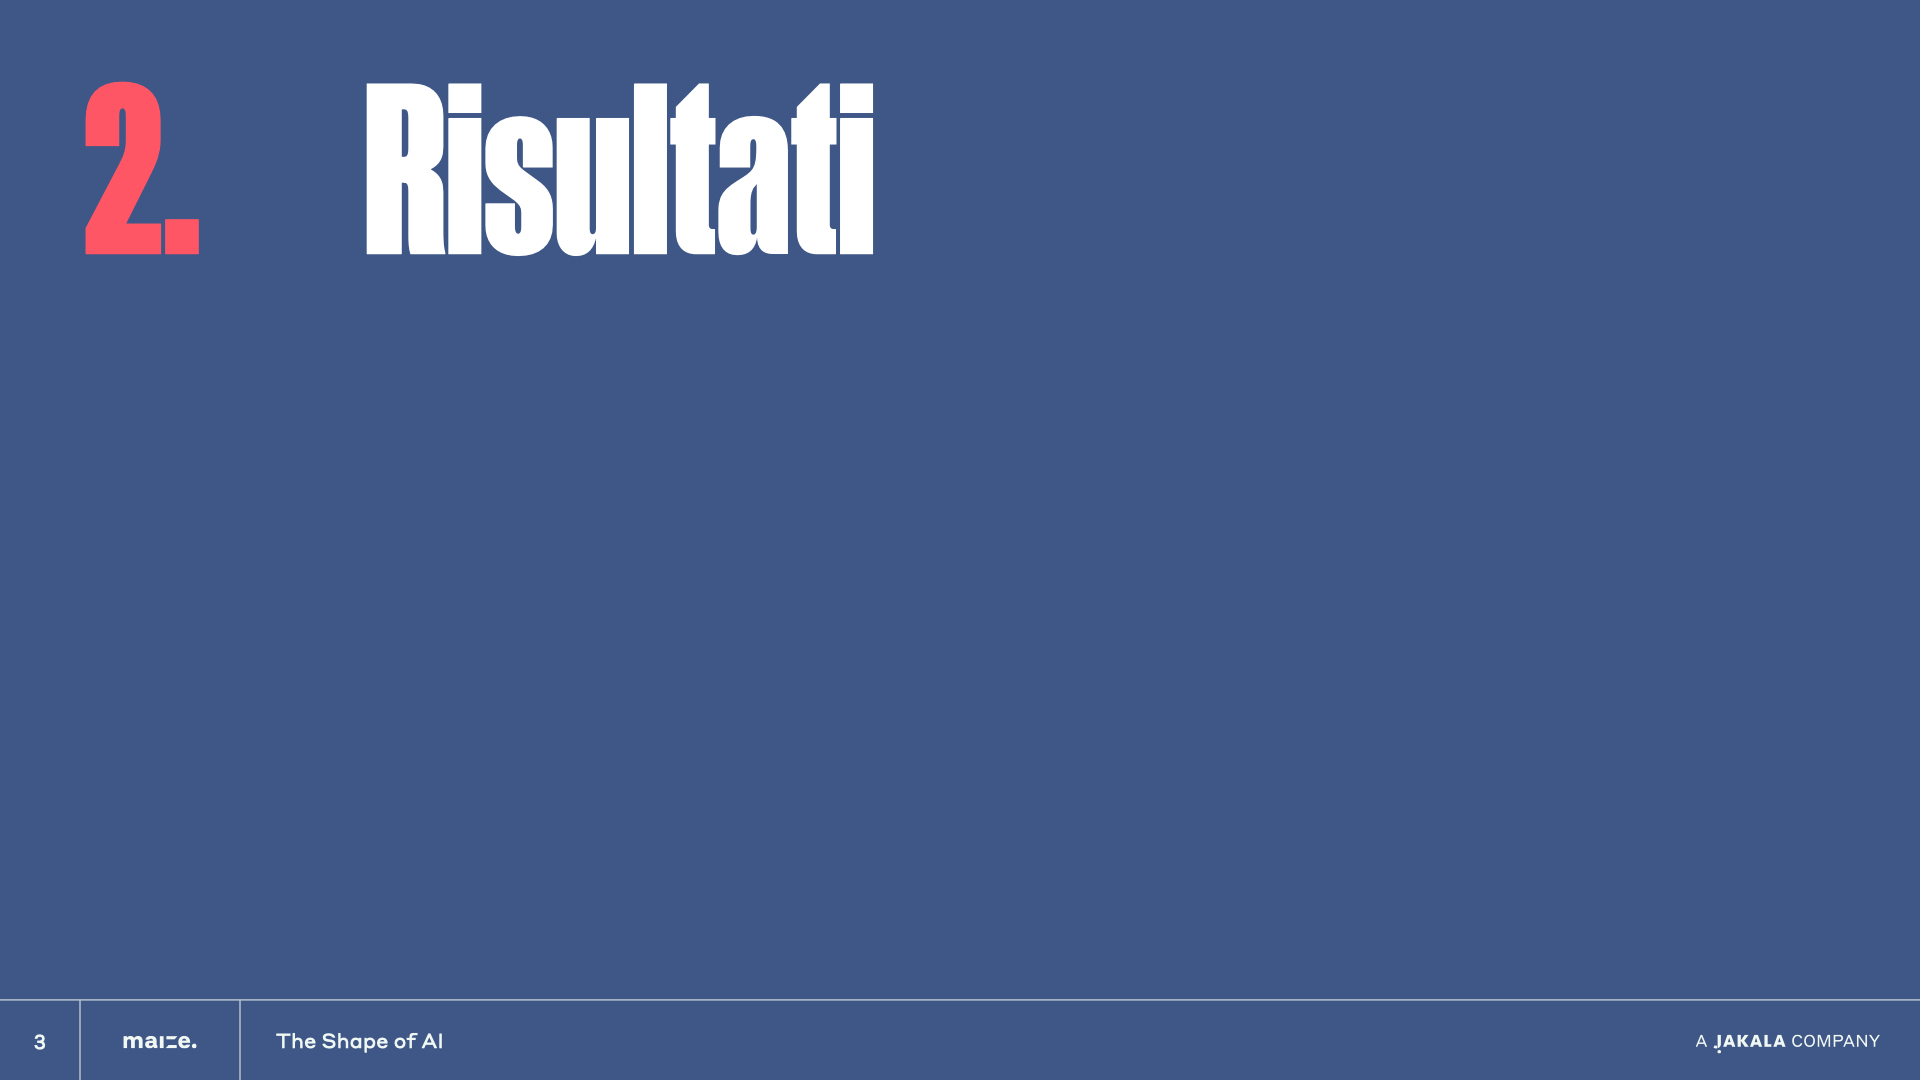 2.
Risultati
3
maize.
The Shape of AI
A JAKALA COMPANY